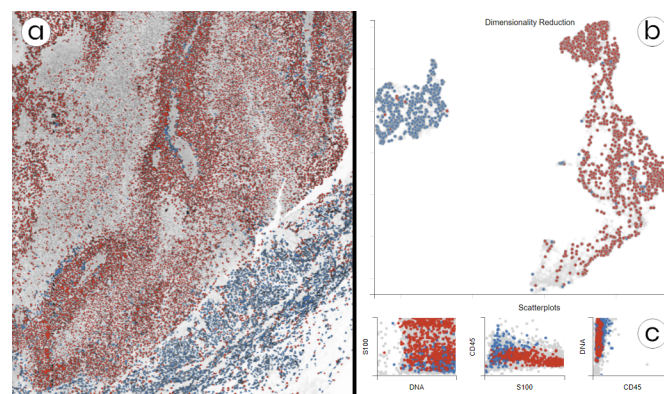 a
Dimensionality Reduction
b
Scatterplots
S100
DNA
CD45
S100
DNA
CD45
c